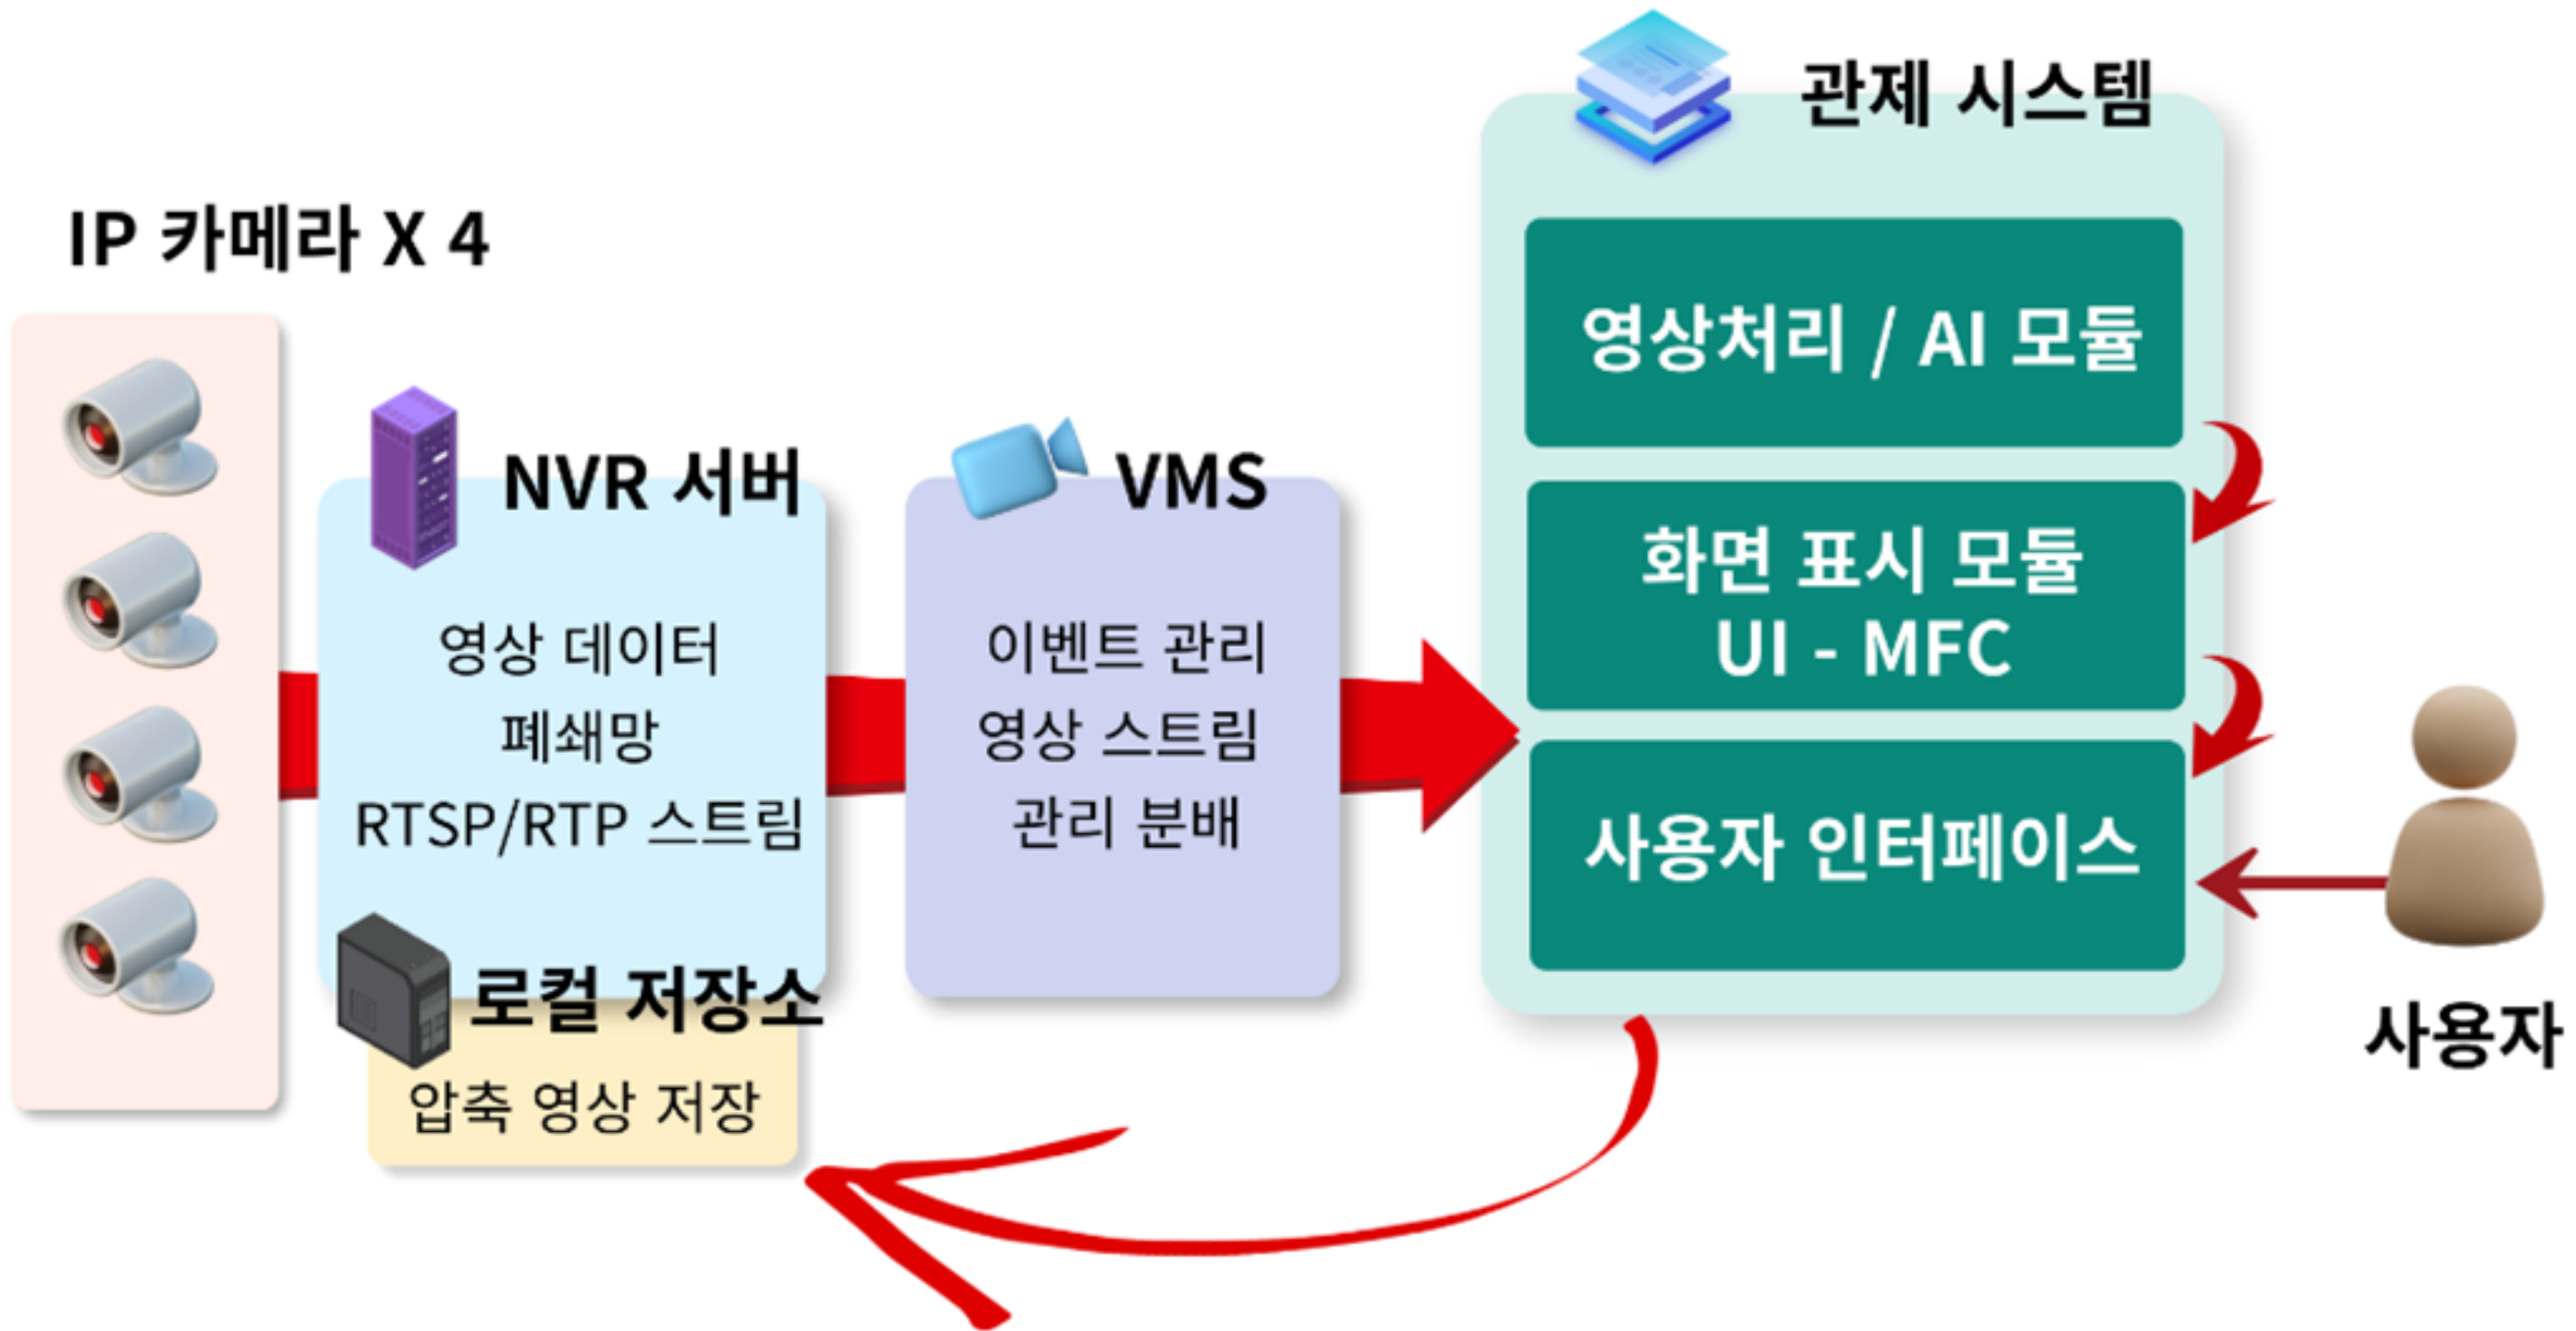 IP 카메라 X 4
NVR 서버
영상 데이터
폐쇄망
RTSP/RTP 스트림
로컬 저장소
압축 영상 저장
VMS
이벤트 관리
영상 스트림
관리 분배
관제 시스템
영상처리 / AI 모듈
화면 표시 모듈
UI - MFC
사용자 인터페이스
사용자